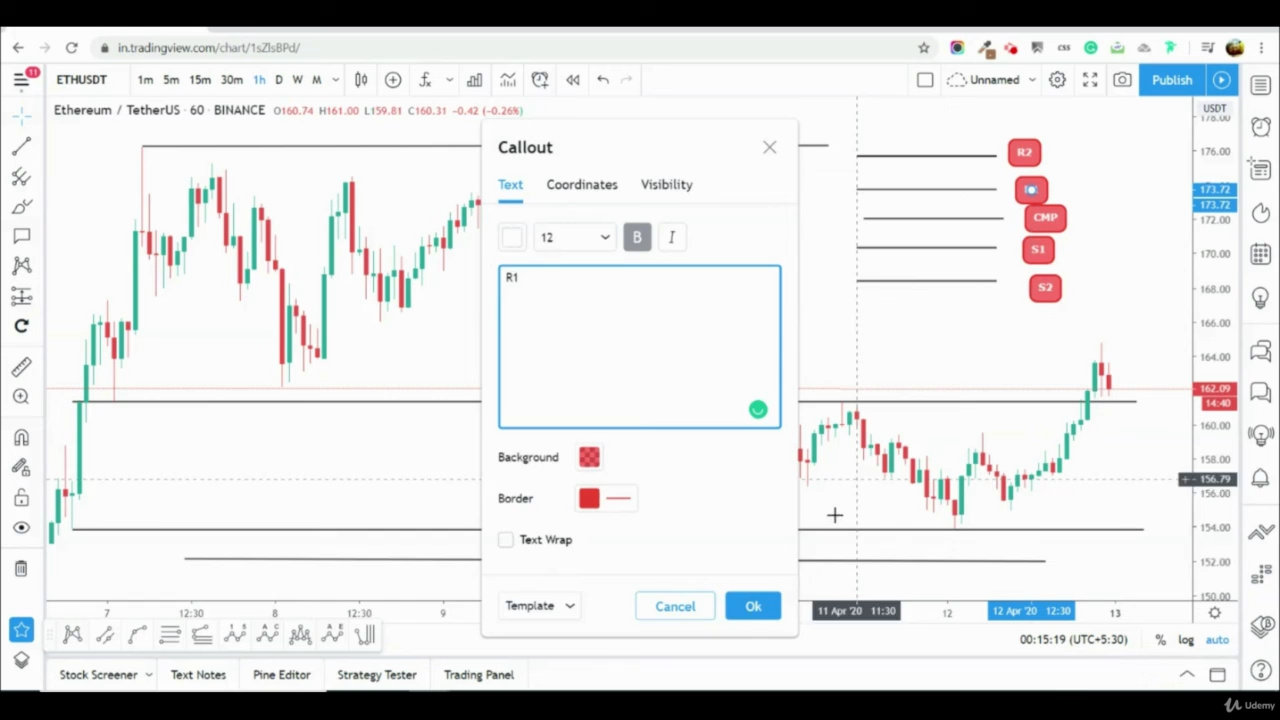 in.tradingview.com/chart/1sZlsBPd/
11
ETHUSDT
1m 5m 15m 30m 1h D W M
Unnamed
Publish
Ethereum / TetherUS · 60 · BINANCE O160.74 H161.00 L159.81 C160.31 -0.42 (-0.26%)
USDT
178.00
176.00
173.72
173.72
172.00
170.00
168.00
166.00
164.00
162.09
14:40
160.00
158.00
156.79
156.00
154.00
152.00
150.00
R2
CMP
S1
S2
Callout
Text Coordinates Visibility
12
B I
R1
Background
Border
Text Wrap
Template
Cancel
Ok
7 12:30 8 12:30 9
11 Apr '20 11:30
12
12 Apr '20 12:30
13
00:15:19 (UTC+5:30)
% log auto
Stock Screener Text Notes Pine Editor Strategy Tester Trading Panel
Udemy